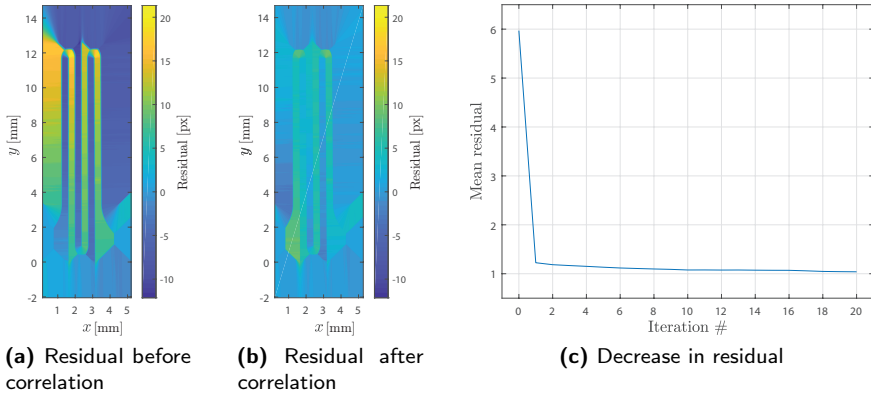 14
12
10
8
6
4
2
0
-2
y [mm]
1 2 3 4 5
x [mm]
20
15
10
5
0
-5
-10
Residual [px]
(a) Residual before
correlation
14
12
10
8
6
4
2
0
-2
y [mm]
1 2 3 4 5
x [mm]
20
15
10
5
0
-5
-10
Residual [px]
(b) Residual after
correlation
6
5
4
3
2
1
Mean residual
0 2 4 6 8 10 12 14 16 18 20
Iteration #
(c) Decrease in residual